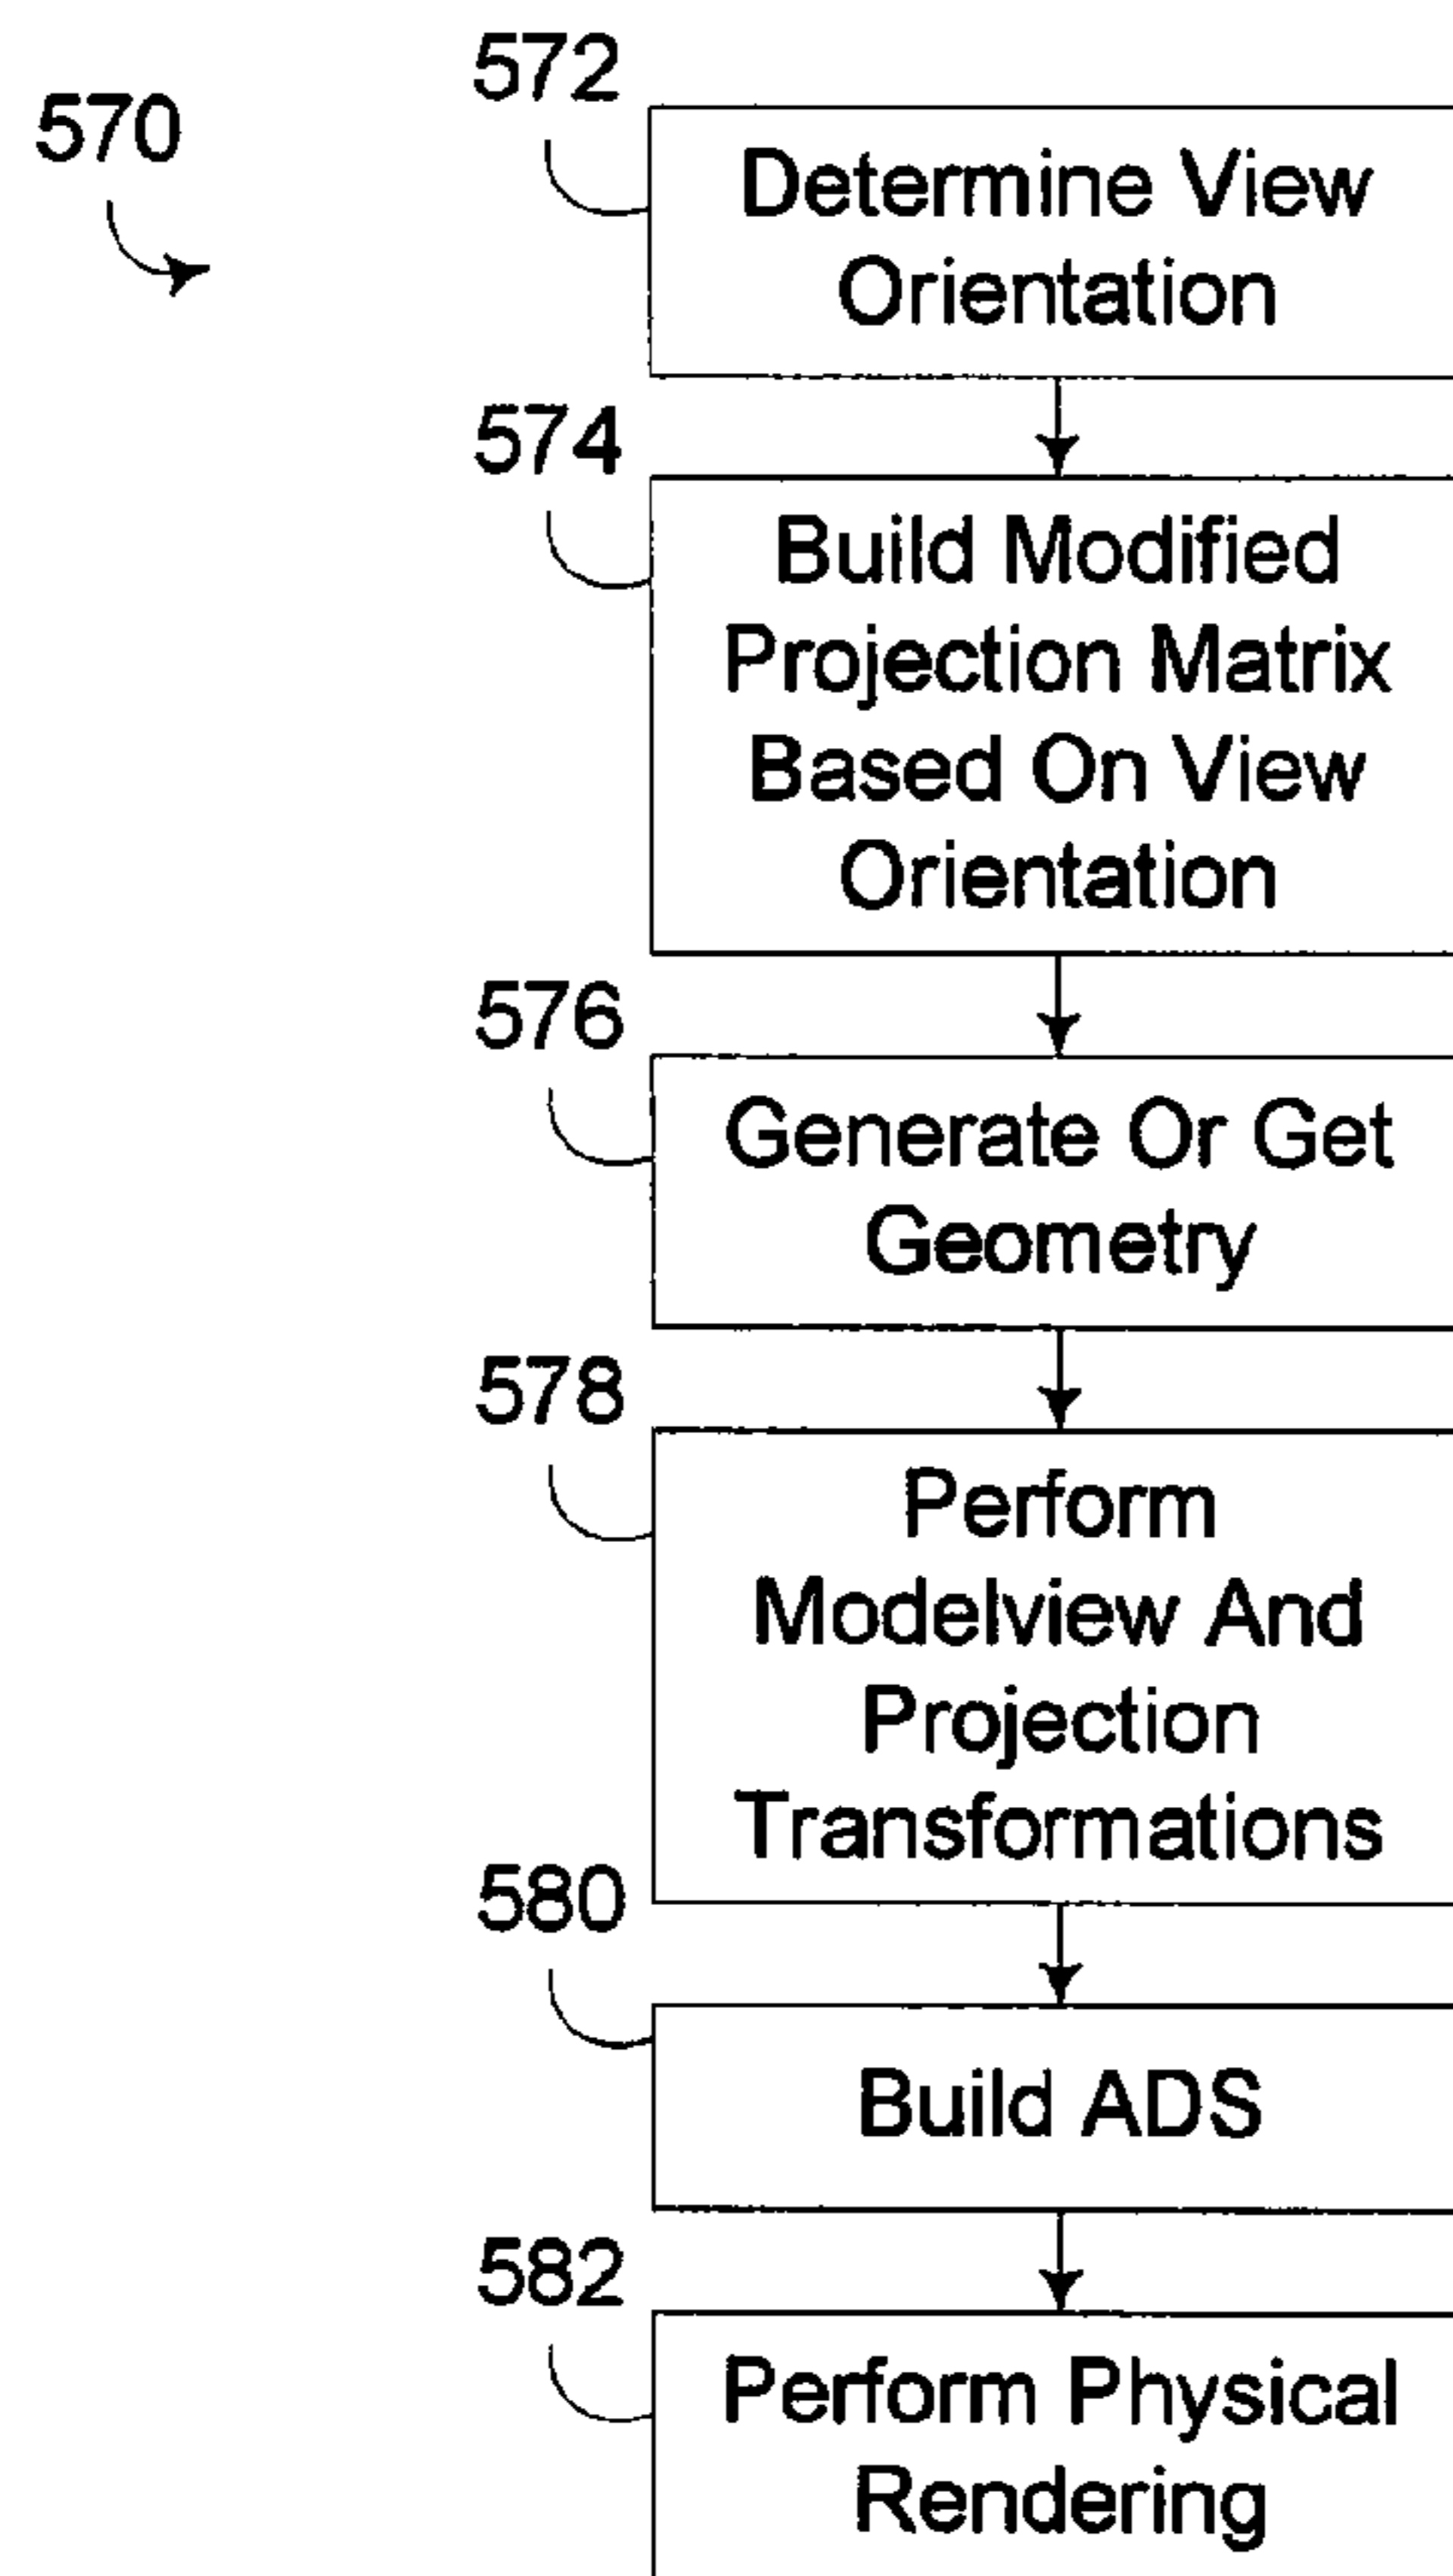 570
572
Determine View
Orientation
574
Build Modified
Projection Matrix
Based On View
Orientation
576
Generate Or Get
Geometry
578
Perform
Modelview And
Projection
Transformations
580
Build ADS
582
Perform Physical
Rendering